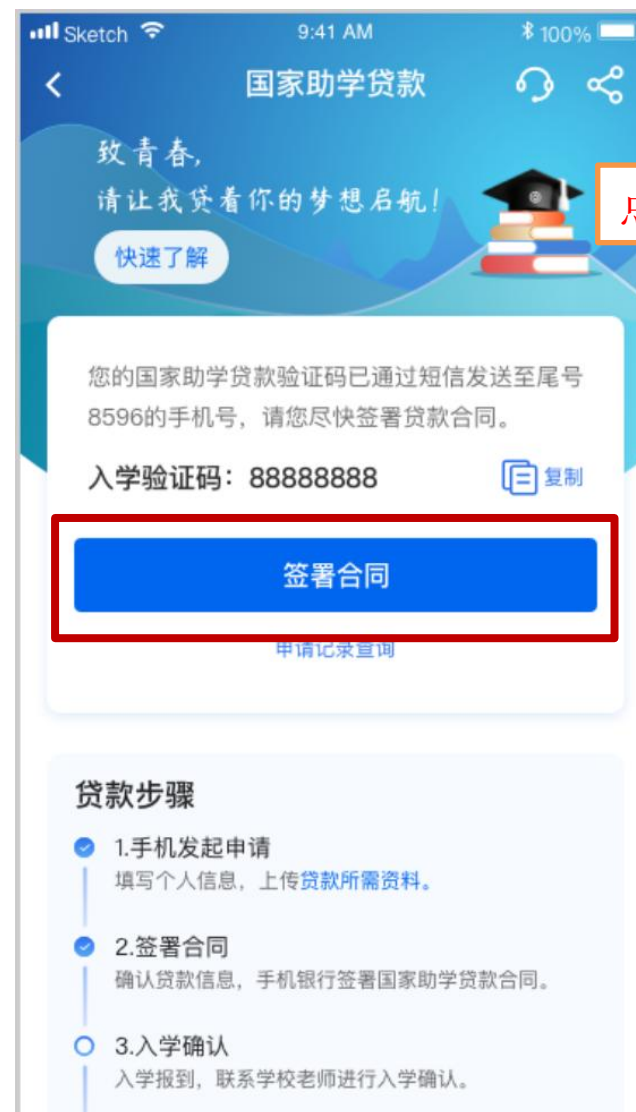 Sketch 9:41 AM 100%
国家助学贷款
致青春,
请让我贷着你的梦想启航!
快速了解
您的国家助学贷款验证码已通过短信发送至尾号
8596的手机号，请您尽快签署贷款合同。
入学验证码：88888888 复制
签署合同
申请记录查询
贷款步骤
1.手机发起申请
填写个人信息，上传贷款所需资料。
2.签署合同
确认贷款信息，手机银行签署国家助学贷款合同。
3.入学确认
入学报到，联系学校老师进行入学确认。